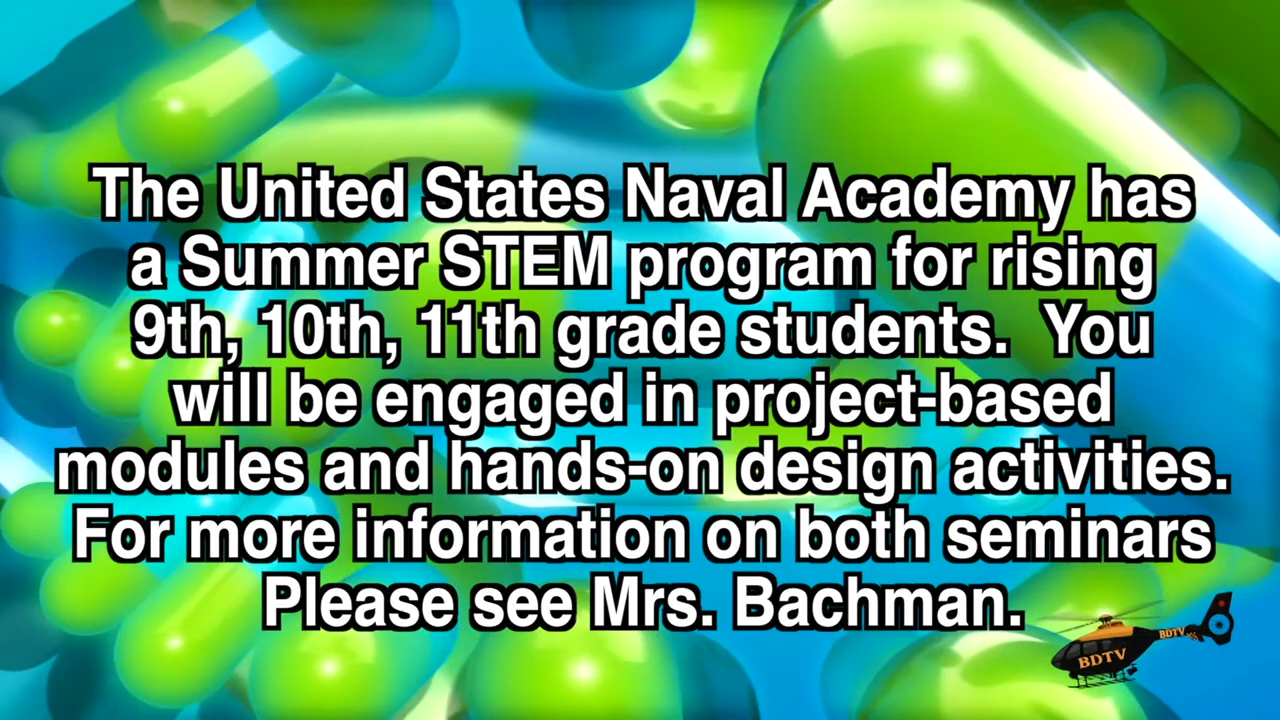 The United States Naval Academy has
a Summer STEM program for rising
9th, 10th, 11th grade students.  You
will be engaged in project-based
modules and hands-on design activities.
For more information on both seminars
Please see Mrs. Bachman.
BDTV
BDTV